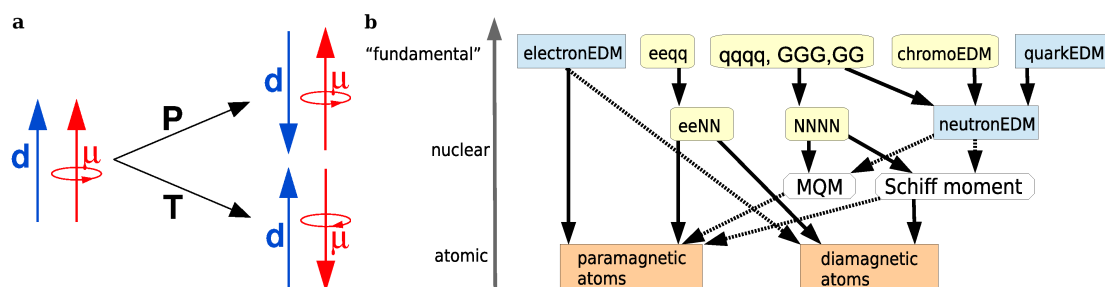 a
d
μ
P
T
d
μ
d
μ
b
“fundamental”
nuclear
atomic
electronEDM
eeqq
qqqq, GGG,GG
chromoEDM
quarkEDM
eeNN
NNNN
neutronEDM
MQM
Schiff moment
paramagnetic
atoms
diamagnetic
atoms